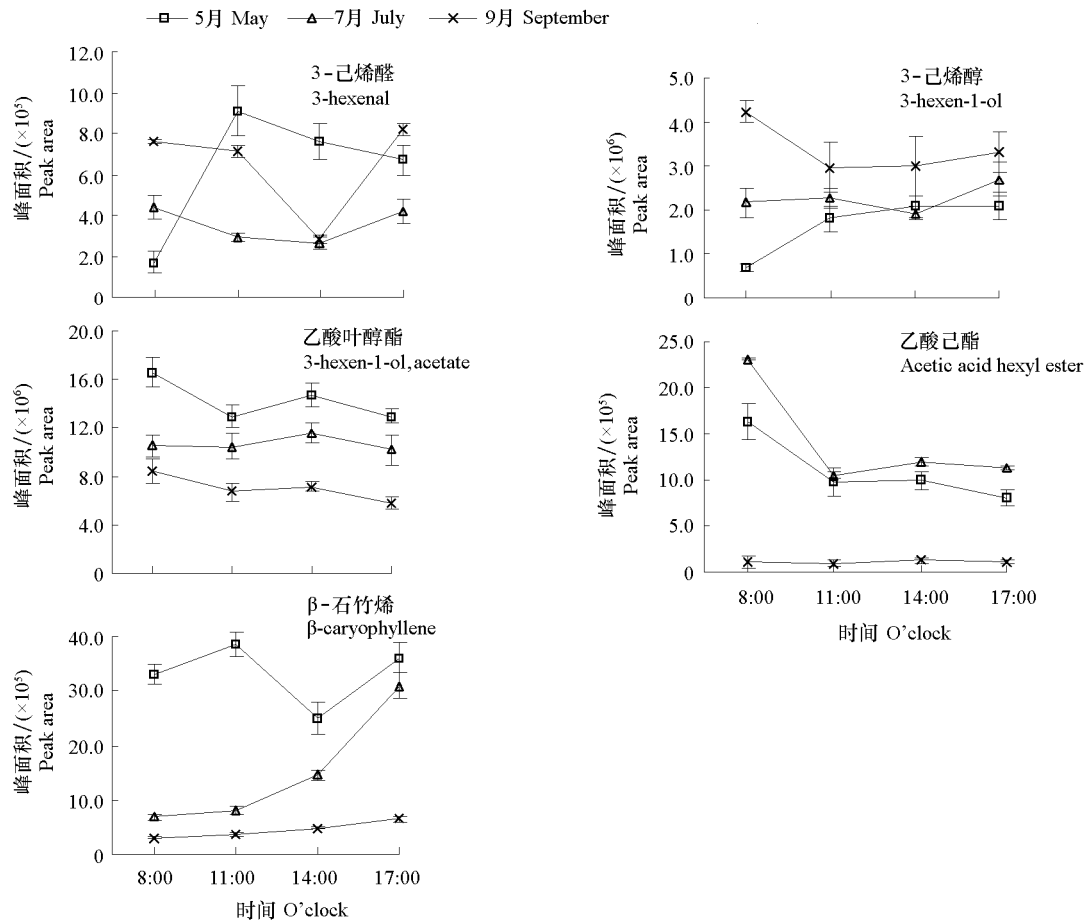 5月 May 7月 July 9月 September
3-己烯醛
3-hexenal
峰面积/(×10⁵)
Peak area
12.0
10.0
8.0
6.0
4.0
2.0
0
3-己烯醇
3-hexen-1-ol
峰面积/(×10⁶)
Peak area
5.0
4.0
3.0
2.0
1.0
0
乙酸叶醇酯
3-hexen-1-ol,acetate
峰面积/(×10⁶)
Peak area
20.0
16.0
12.0
8.0
4.0
0
乙酸己酯
Acetic acid hexyl ester
峰面积/(×10⁵)
Peak area
25.0
20.0
15.0
10.0
5.0
0
8:00 11:00 14:00 17:00
时间 O'clock
β-石竹烯
β-caryophyllene
峰面积/(×10⁵)
Peak area
40.0
30.0
20.0
10.0
0
8:00 11:00 14:00 17:00
时间 O'clock